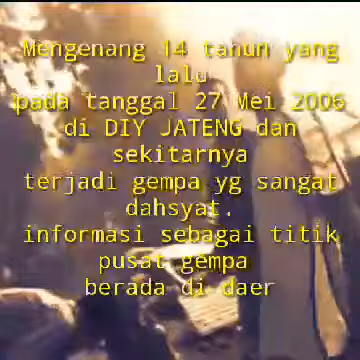 Mengenang 14 tahun yang
lalu
pada tanggal 27 Mei 2006
di DIY JATENG dan
sekitarnya
terjadi gempa yg sangat
dahsyat.
informasi sebagai titik
pusat gempa
berada di daer